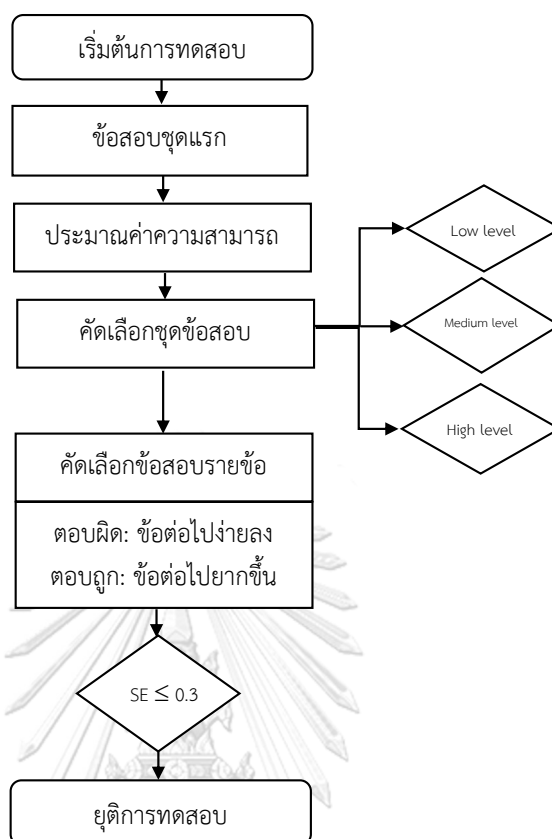 เริ่มต้นการทดสอบ
ข้อสอบชุดแรก
ประมาณค่าความสามารถ
คัดเลือกชุดข้อสอบ
Low level
Medium level
High level
คัดเลือกข้อสอบรายข้อ
ตอบผิด: ข้อต่อไปง่ายลง
ตอบถูก: ข้อต่อไปยากขึ้น
SE ≤ 0.3
ยุติการทดสอบ